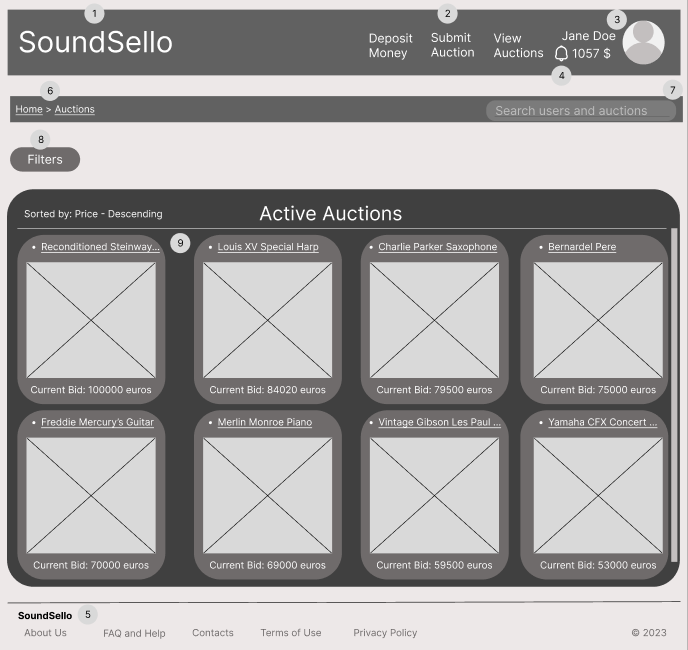 1
2
3
SoundSello
Deposit Money
Submit Auction
View Auctions
Jane Doe
1057 $
4
6
7
Home > Auctions
Search users and auctions
8
Filters
Sorted by: Price - Descending
Active Auctions
9
• Reconditioned Steinway...
• Louis XV Special Harp
• Charlie Parker Saxophone
• Bernardel Pere
Current Bid: 100000 euros
Current Bid: 84020 euros
Current Bid: 79500 euros
Current Bid: 75000 euros
• Freddie Mercury's Guitar
• Merlin Monroe Piano
• Vintage Gibson Les Paul ...
• Yamaha CFX Concert ...
Current Bid: 70000 euros
Current Bid: 69000 euros
Current Bid: 59500 euros
Current Bid: 53000 euros
SoundSello
5
About Us
FAQ and Help
Contacts
Terms of Use
Privacy Policy
© 2023